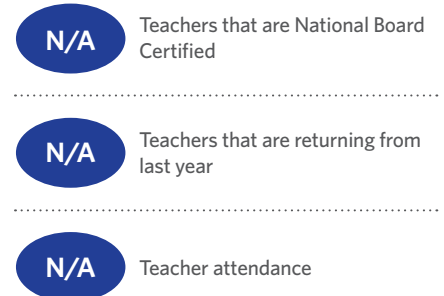 N/A
Teachers that are National Board
Certified
N/A
Teachers that are returning from
last year
N/A
Teacher attendance